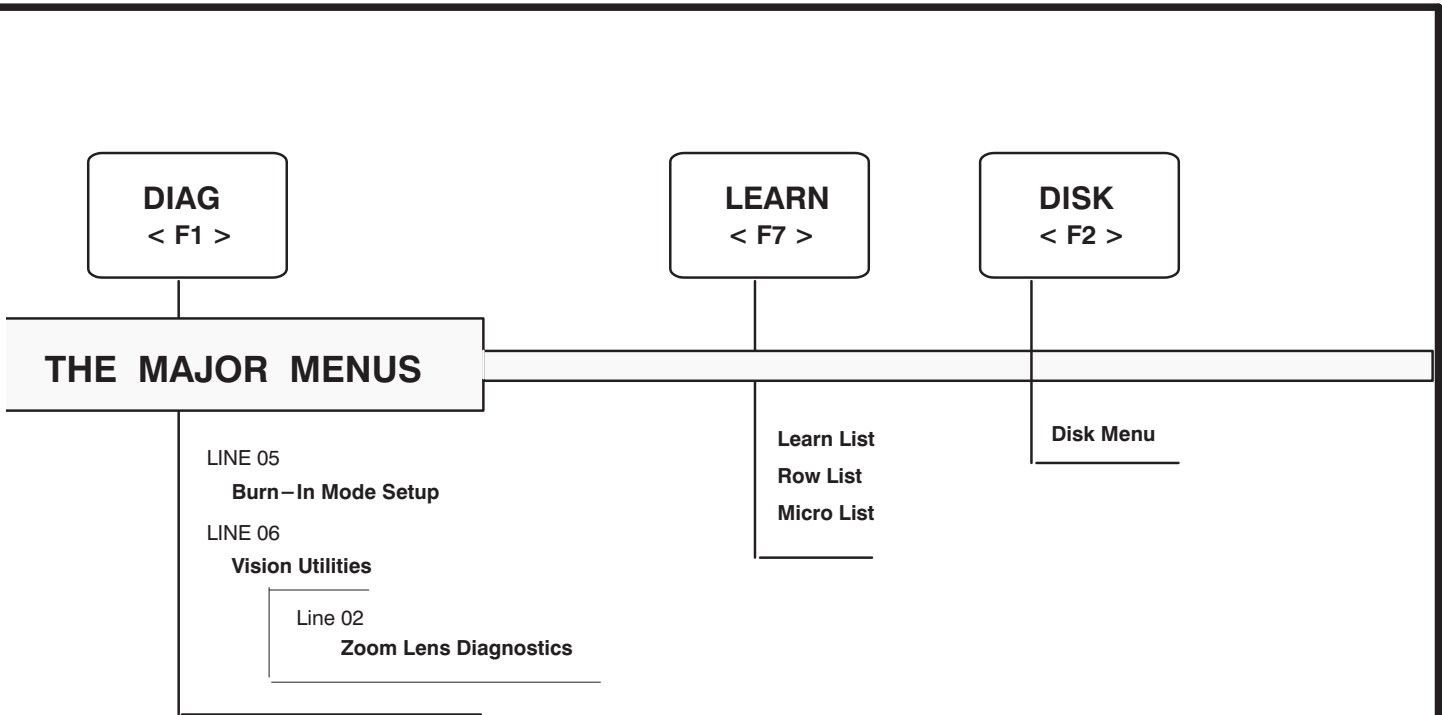 DIAG
< F1 >
LEARN
< F7 >
DISK
< F2 >
THE MAJOR MENUS
LINE 05
Burn–In Mode Setup
LINE 06
Vision Utilities
Line 02
Zoom Lens Diagnostics
Learn List
Row List
Micro List
Disk Menu